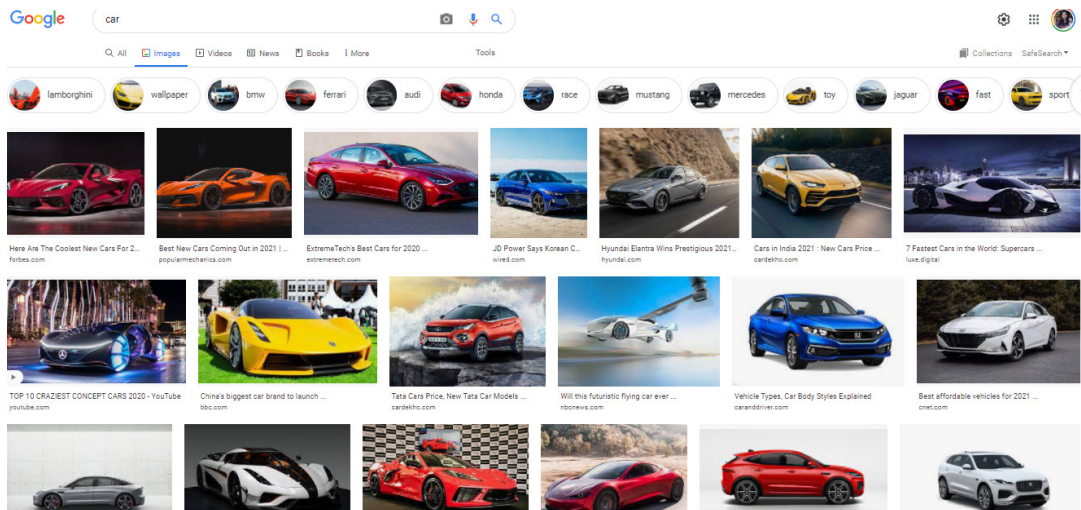 Google
car
All
Images
Videos
News
Books
More
Tools
Collections
SafeSearch
lamborghini
wallpaper
bmw
ferrari
audi
honda
race
mustang
mercedes
toy
jaguar
fast
sport
Here Are The Coolest New Cars For 2...
forbes.com
Best New Cars Coming Out in 2021 | ...
popularmechanics.com
ExtremeTech's Best Cars for 2020 ...
extremetech.com
JD Power Says Korean C...
wired.com
Hyundai Elantra Wins Prestigious 2021...
hyundai.com
Cars in India 2021 : New Cars Price ...
cardekho.com
7 Fastest Cars in the World: Supercars ...
luxe.digital
TOP 10 CRAZIEST CONCEPT CARS 2020 - YouTube
youtube.com
China's biggest car brand to launch ...
bbc.com
Tata Cars Price, New Tata Car Models ...
cardekho.com
Will this futuristic flying car ever ...
nbcnews.com
Vehicle Types, Car Body Styles Explained
caranddriver.com
Best affordable vehicles for 2021 ...
cnet.com